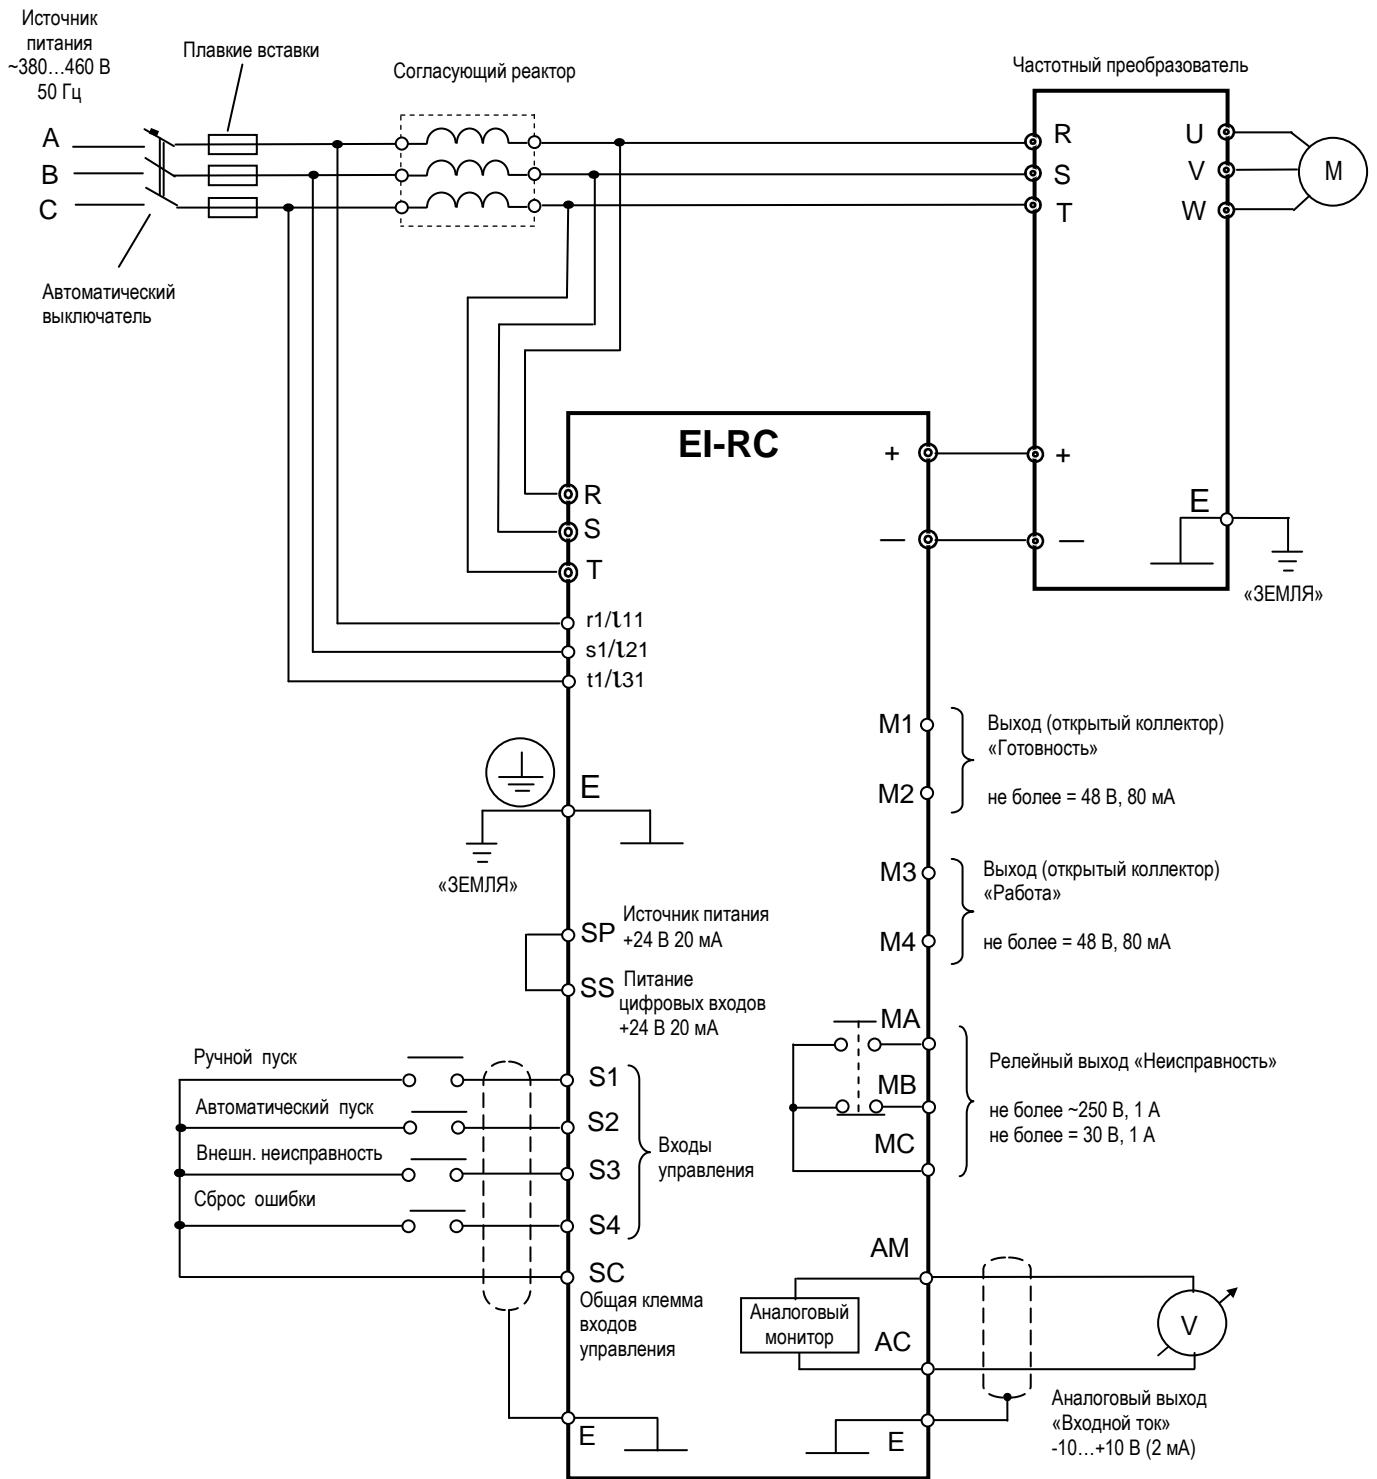 Источник
питания
~380…460 В
50 Гц
Плавкие вставки
Согласующий реактор
Частотный преобразователь
A
B
C
R
S
T
U
V
W
M
Автоматический
выключатель
EI-RC
+
—
+
—
E
«ЗЕМЛЯ»
R
S
T
r1/l11
s1/l21
t1/l31
E
«ЗЕМЛЯ»
M1
M2
Выход (открытый коллектор)
«Готовность»
не более = 48 В, 80 мА
M3
M4
Выход (открытый коллектор)
«Работа»
не более = 48 В, 80 мА
SP
Источник питания
+24 В 20 мА
SS
Питание
цифровых входов
+24 В 20 мА
MA
MB
MC
Релейный выход «Неисправность»
не более ~250 В, 1 А
не более = 30 В, 1 А
Ручной пуск
S1
Автоматический пуск
S2
Внешн. неисправность
S3
Сброс ошибки
S4
Входы
управления
SC
Общая клемма
входов
управления
E
AM
Аналоговый
монитор
AC
V
E
Аналоговый выход
«Входной ток»
-10…+10 В (2 мА)